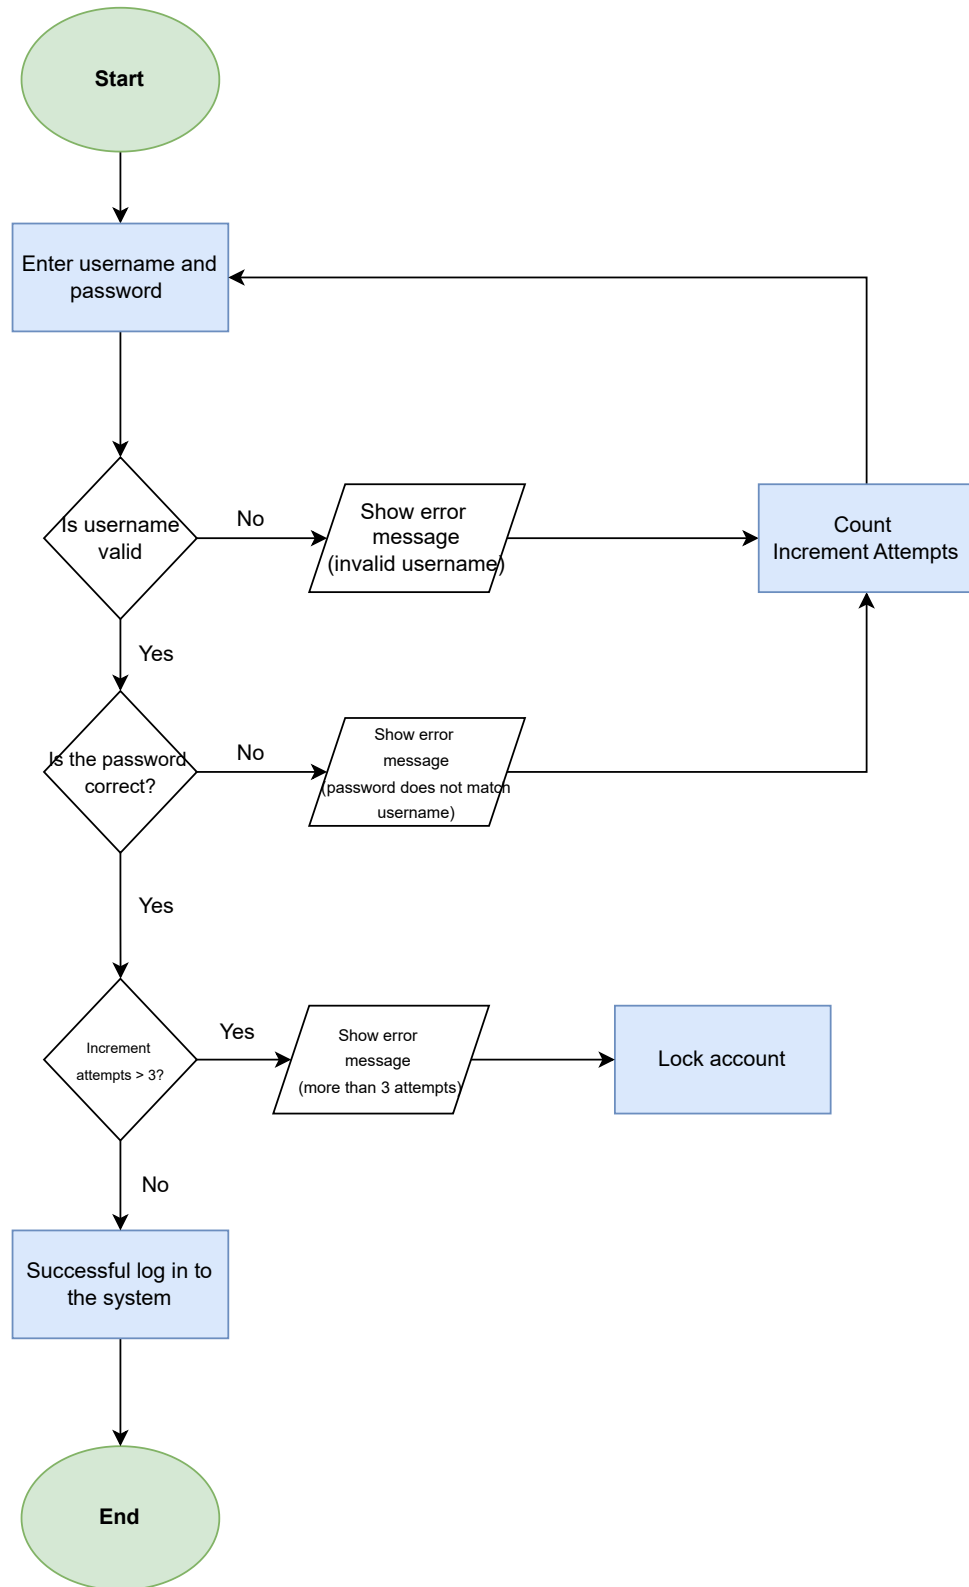 Start
Enter username and
password
Is username
valid
No
Show error
message
(invalid username)
Count
Increment Attempts
Yes
Is the password
correct?
No
Show error
message
(password does not match
username)
Yes
Increment
attempts > 3?
Yes
Show error
message
(more than 3 attempts)
Lock account
No
Successful log in to
the system
End